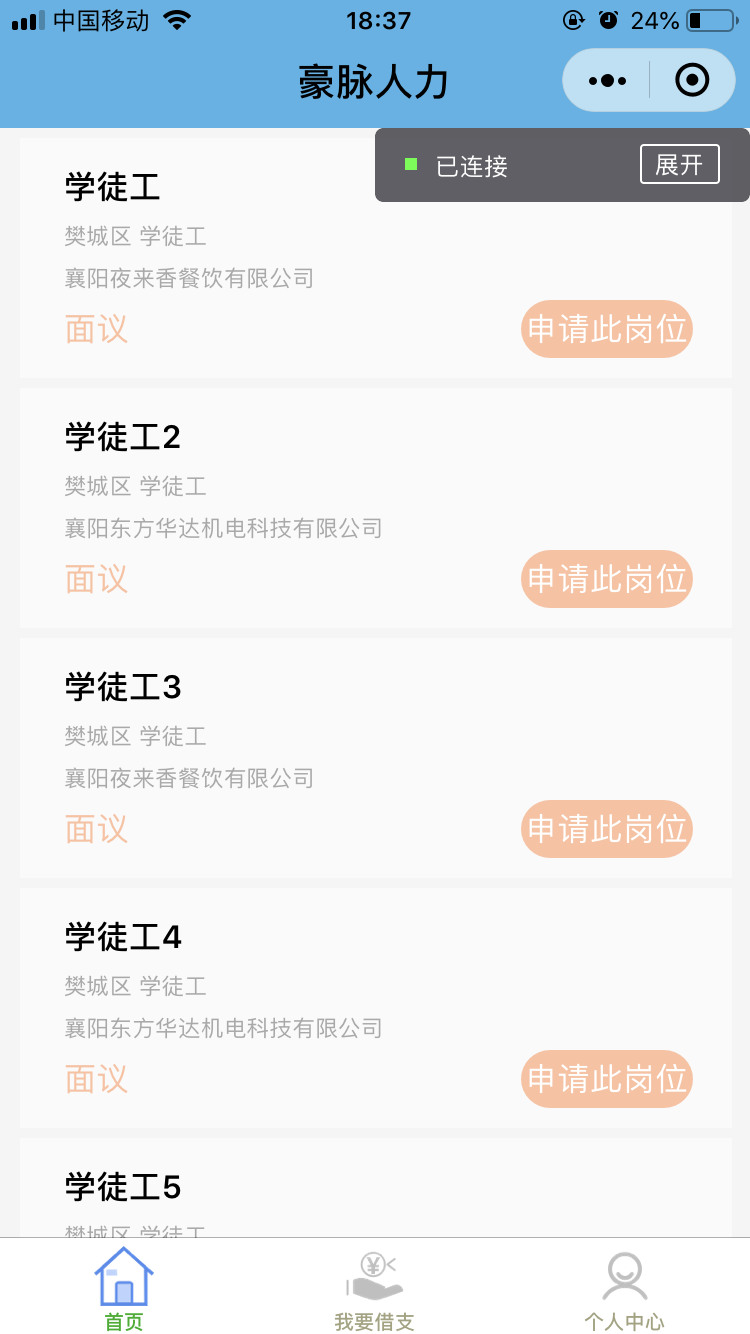 中国移动 18:37 24%
豪脉人力
已连接 展开
学徒工
樊城区 学徒工
襄阳夜来香餐饮有限公司
面议 申请此岗位
学徒工2
樊城区 学徒工
襄阳东方华达机电科技有限公司
面议 申请此岗位
学徒工3
樊城区 学徒工
襄阳夜来香餐饮有限公司
面议 申请此岗位
学徒工4
樊城区 学徒工
襄阳东方华达机电科技有限公司
面议 申请此岗位
学徒工5
樊城区 学徒工
首页 我要借支 个人中心